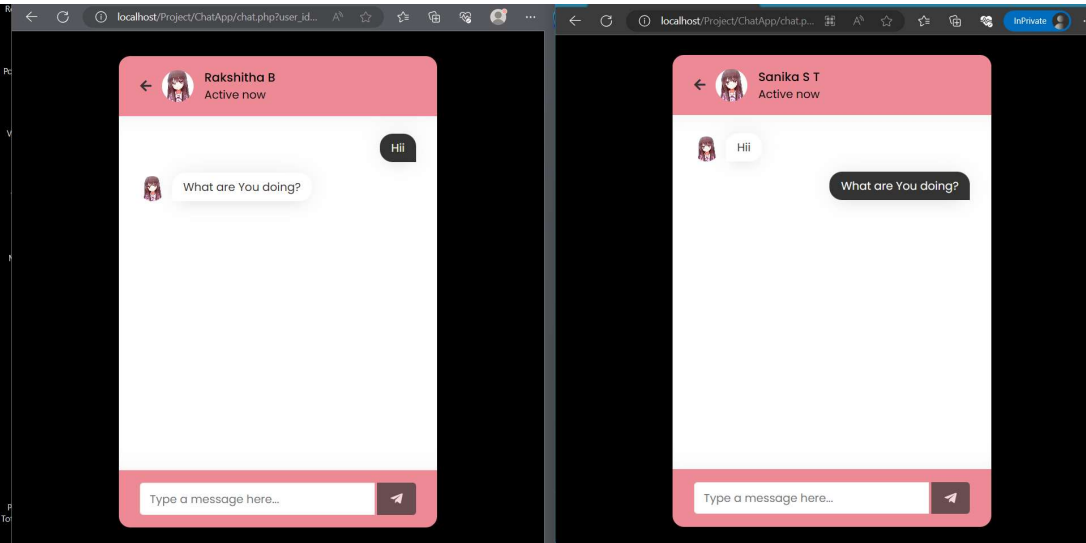 localhost/Project/ChatApp/chat.php?user_id...
Rakshitha B
Active now
Hii
What are You doing?
Type a message here...
localhost/Project/ChatApp/chat.p...
InPrivate
Sanika S T
Active now
Hii
What are You doing?
Type a message here...